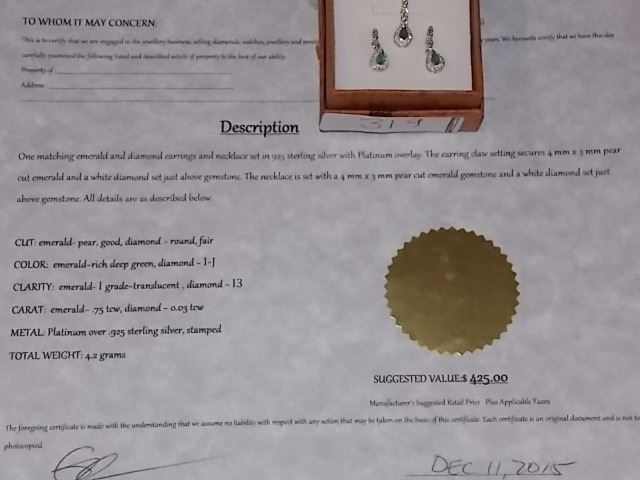 TO WHOM IT MAY CONCERN:
This is to certify that we are engaged in the jewellery business, selling diamonds, watches, jewellery and years. We herewith certify that we have this day
carefully examined the following listed and described article of property to the best of our ability.
Property of
Address
319
Description
One matching emerald and diamond earrings and necklace set in 925 sterling silver with Platinum overlay. The earring claw setting secures 4 mm x 3 mm pear
cut emerald and a white diamond set just above gemstone. The necklace is set with a 4 mm x 3 mm pear cut emerald gemstone and a white diamond set just
above gemstone. All details are as described below.
CUT: emerald- pear, good, diamond - round, fair
COLOR: emerald-rich deep green, diamond - I-J
CLARITY: emerald- I grade-translucent, diamond - I3
CARAT: emerald- .75 tcw, diamond - 0.03 tcw
METAL: Platinum over .925 sterling silver, stamped
TOTAL WEIGHT: 4.2 grams
SUGGESTED VALUE:$ 425.00
Manufacturer's Suggested Retail Price Plus Applicable Taxes
The foregoing certificate is made with the understanding that we assume no liability with respect with any action that may be taken on the basis of this certificate. Each certificate is an original document and is not to
photocopied.
DEC 11, 2015